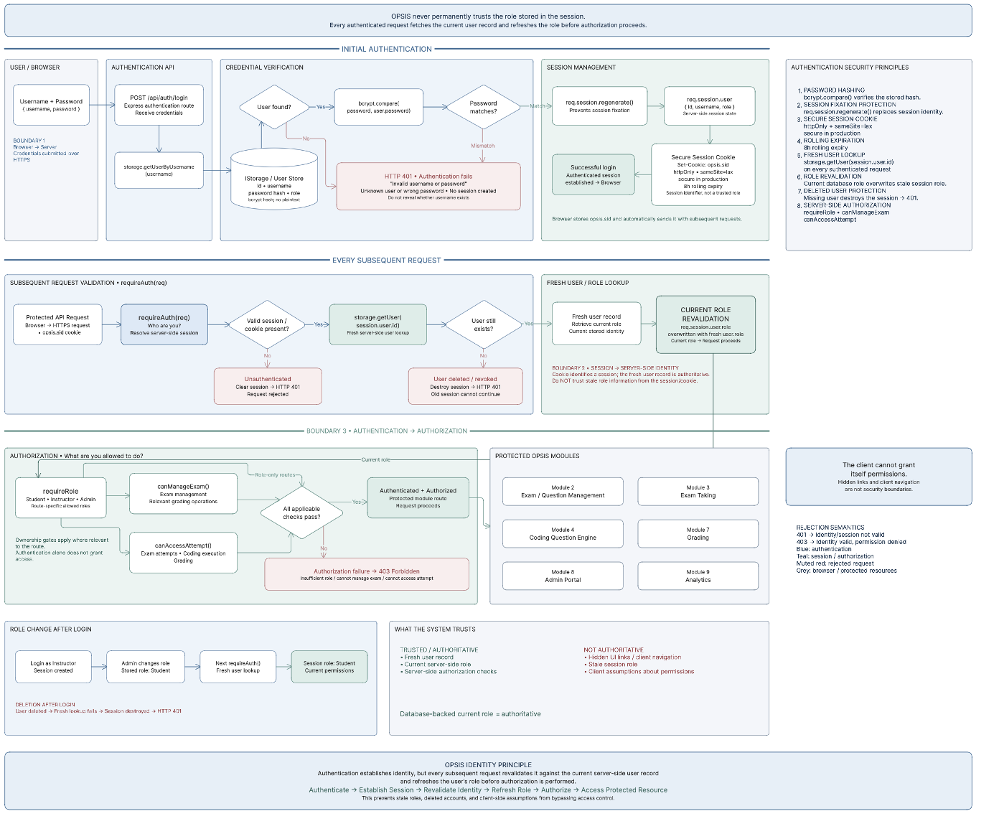 OPSIS never permanently trusts the role stored in the session.
Every authenticated request fetches the current user record and refreshes the role before authorization proceeds.
INITIAL AUTHENTICATION
USER / BROWSER
Username + Password
{ username, password }
BOUNDARY 1
Browser → Server
Credentials submitted over
HTTPS
AUTHENTICATION API
POST /api/auth/login
Express authentication route
Receive credentials
storage.getUserByUsername
(username)
CREDENTIAL VERIFICATION
User found?
Yes
bcrypt.compare(
password, user.password)
Password
matches?
Match
No
Mismatch
IStorage / User Store
id • username
password hash • role
bcrypt hash; no plaintext
HTTP 401 • Authentication fails
"Invalid username or password"
Unknown user or wrong password • No session created
Do not reveal whether username exists
SESSION MANAGEMENT
req.session.regenerate()
Prevents session fixation
req.session.user
{ id, username, role }
Server-side session state
Successful login
Authenticated session
established → Browser
Secure Session Cookie
Set-Cookie: opsis.sid
httpOnly • sameSite=lax
secure in production
8h rolling expiry
Session identifier, not a trusted role
Browser stores opsis.sid and automatically sends it with subsequent requests.
AUTHENTICATION SECURITY PRINCIPLES
1. PASSWORD HASHING
bcrypt.compare() verifies the stored hash.
2. SESSION FIXATION PROTECTION
req.session.regenerate() replaces session identity.
3. SECURE SESSION COOKIE
httpOnly + sameSite=lax
secure in production
4. ROLLING EXPIRATION
8h rolling expiry
5. FRESH USER LOOKUP
storage.getUser(session.user.id)
on every authenticated request
6. ROLE REVALIDATION
Current database role overwrites stale session role.
7. DELETED USER PROTECTION
Missing user destroys the session → 401.
8. SERVER-SIDE AUTHORIZATION
requireRole • canManageExam
canAccessAttempt
EVERY SUBSEQUENT REQUEST
SUBSEQUENT REQUEST VALIDATION • requireAuth(req)
Protected API Request
Browser → HTTPS request
• opsis.sid cookie
requireAuth(req)
Who are you?
Resolve server-side session
Valid session /
cookie present?
Yes
storage.getUser(
session.user.id)
Fresh server-side user lookup
User still
exists?
Yes
No
No
Unauthenticated
Clear session → HTTP 401
Request rejected
User deleted / revoked
Destroy session → HTTP 401
Old session cannot continue
FRESH USER / ROLE LOOKUP
Fresh user record
Retrieve current role
Current stored identity
CURRENT ROLE
REVALIDATION
req.session.user.role
overwritten with fresh user.role
Current role → Request proceeds
BOUNDARY 2 • SESSION → SERVER-SIDE IDENTITY
Cookie identifies a session; the fresh user record is authoritative.
Do NOT trust stale role information from the session/cookie.
BOUNDARY 3 • AUTHENTICATION → AUTHORIZATION
AUTHORIZATION • What are you allowed to do?
Current role
Role-only routes
requireRole
Student • Instructor • Admin
Route-specific allowed roles
canManageExam()
Exam management
Relevant grading operations
All applicable
checks pass?
Yes
Authenticated + Authorized
Protected module route
Request proceeds
Ownership gates apply where relevant
to the route.
Authentication alone does not grant
access.
canAccessAttempt()
Exam attempts • Coding execution
Grading
No
Authorization failure → 403 Forbidden
Insufficient role / cannot manage exam / cannot access attempt
PROTECTED OPSIS MODULES
Module 2
Exam / Question Management
Module 3
Exam Taking
Module 4
Coding Question Engine
Module 7
Grading
Module 8
Admin Portal
Module 9
Analytics
The client cannot grant
itself permissions.
Hidden links and client navigation
are not security boundaries.
REJECTION SEMANTICS
401 → Identity/session not valid
403 → Identity valid, permission denied
Blue: authentication
Teal: session / authorization
Muted red: rejected request
Grey: browser / protected resources
ROLE CHANGE AFTER LOGIN
Login as Instructor
Session created
Admin changes role
Stored role: Student
Next requireAuth()
Fresh user lookup
Session role: Student
Current permissions
DELETION AFTER LOGIN
User deleted → Fresh lookup fails → Session destroyed → HTTP 401
WHAT THE SYSTEM TRUSTS
TRUSTED / AUTHORITATIVE
• Fresh user record
• Current server-side role
• Server-side authorization checks
NOT AUTHORITATIVE
• Hidden UI links / client navigation
• Stale session role
• Client assumptions about permissions
Database-backed current role = authoritative
OPSIS IDENTITY PRINCIPLE
Authentication establishes identity, but every subsequent request revalidates it against the current server-side user record
and refreshes the user's role before authorization is performed.
Authenticate → Establish Session → Revalidate Identity → Refresh Role → Authorize → Access Protected Resource
This prevents stale roles, deleted accounts, and client-side assumptions from bypassing access control.